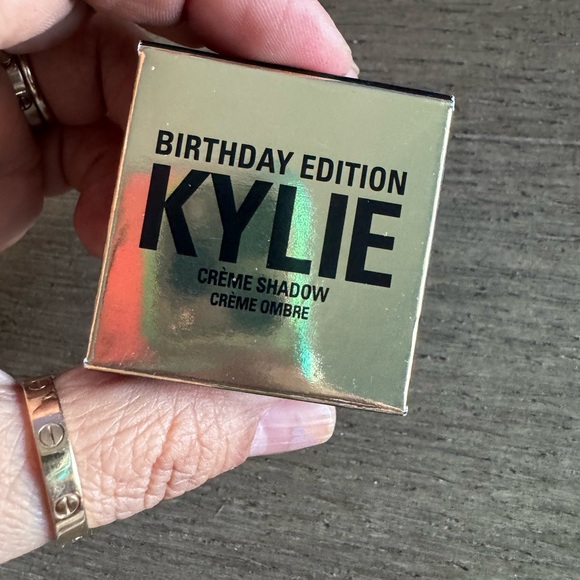 BIRTHDAY EDITION
KYLIE
CRÈME SHADOW
CRÈME OMBRE